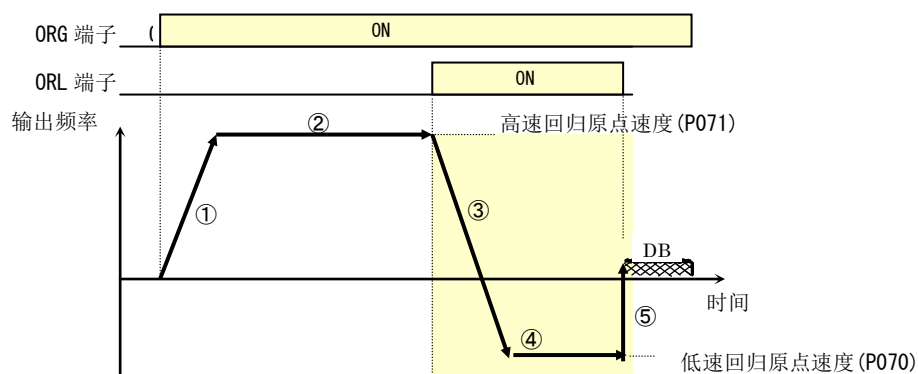 ORG 端子 (
ON
ORL 端子
ON
输出频率
② 高速回归原点速度(P071)
①
③
DB
时间
④
⑤
低速回归原点速度(P070)